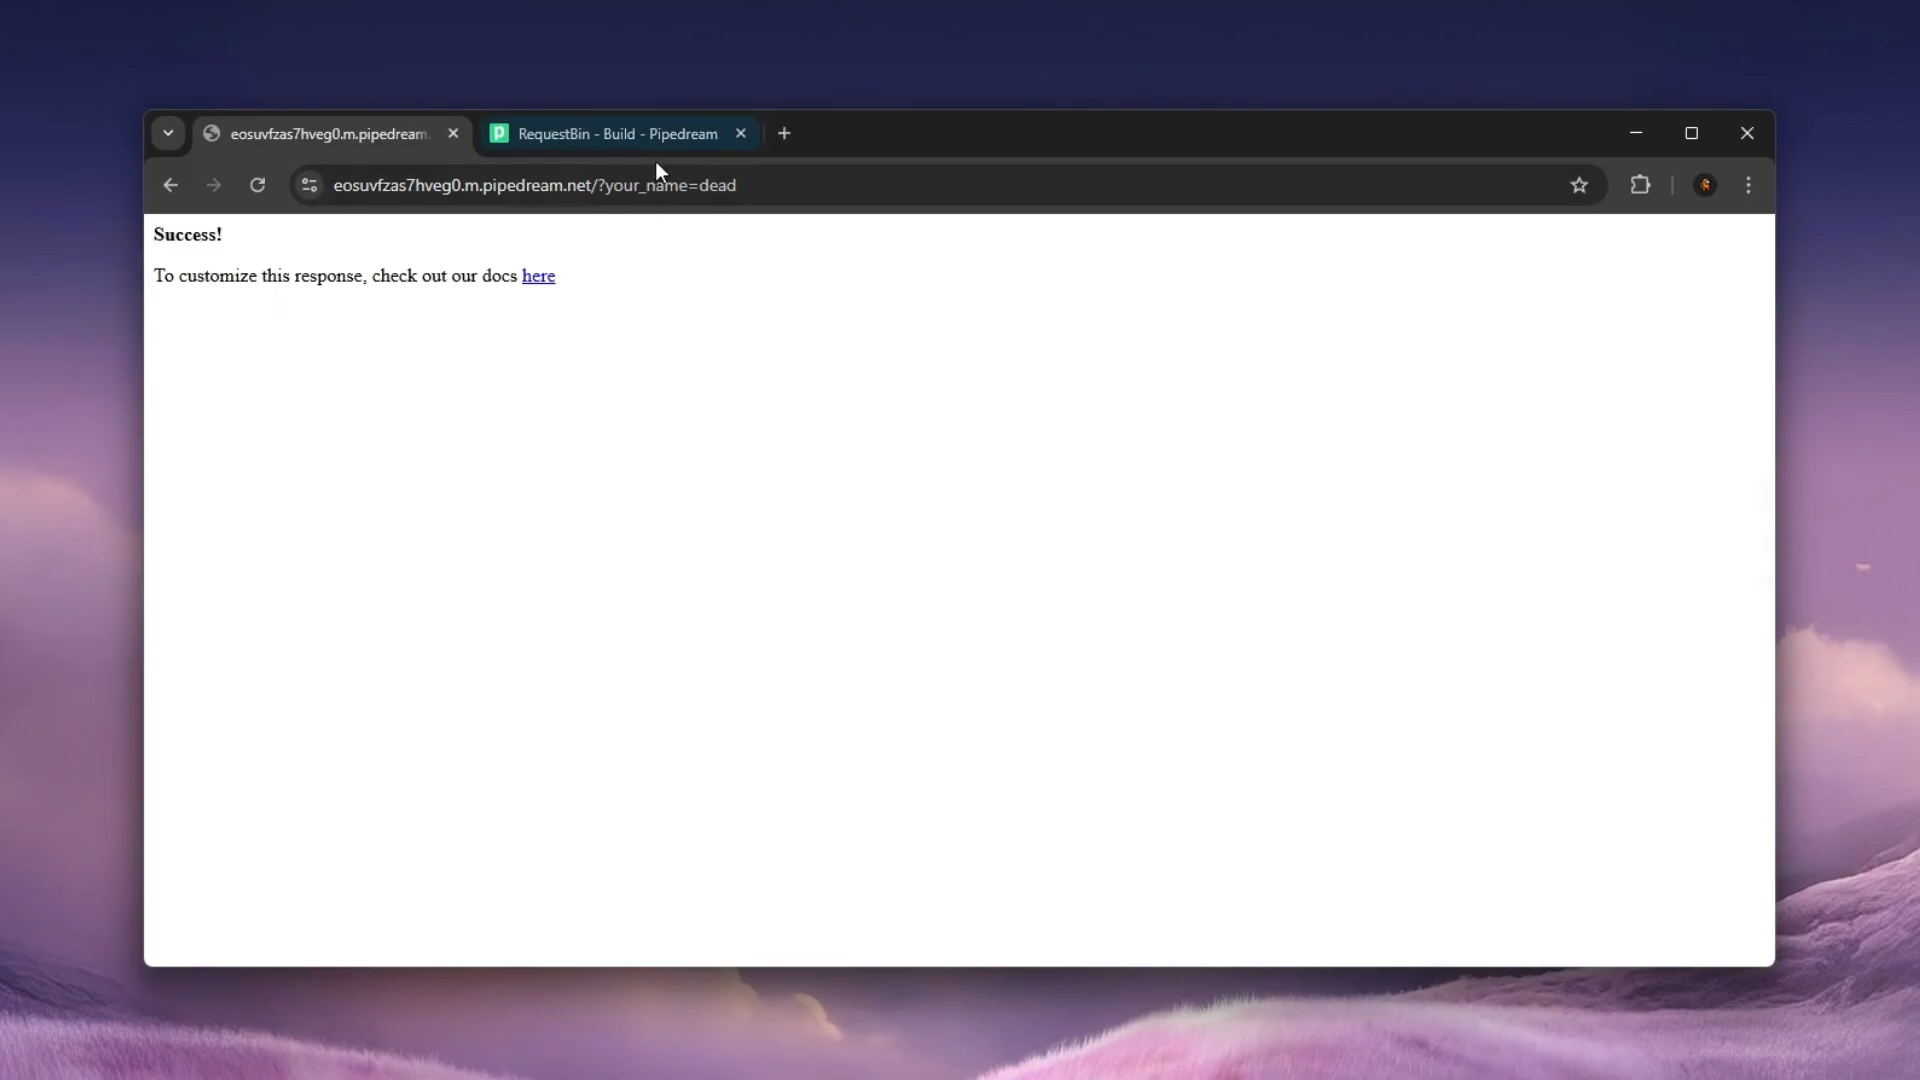 eosuvfzas7hveg0.m.pipedream.
RequestBin - Build - Pipedream
eosuvfzas7hveg0.m.pipedream.net/?your_name=dead
Success!
To customize this response, check out our docs here